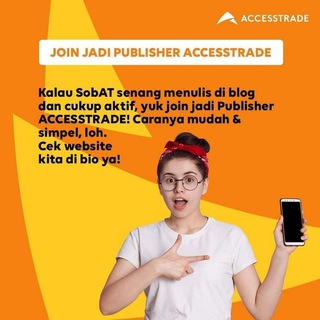 ACCESSTRADE
JOIN JADI PUBLISHER ACCESSTRADE
Kalau SobAT senang menulis di blog
dan cukup aktif, yuk join jadi Publisher
ACCESSTRADE! Caranya mudah &
simpel, loh.
Cek website
kita di bio ya!